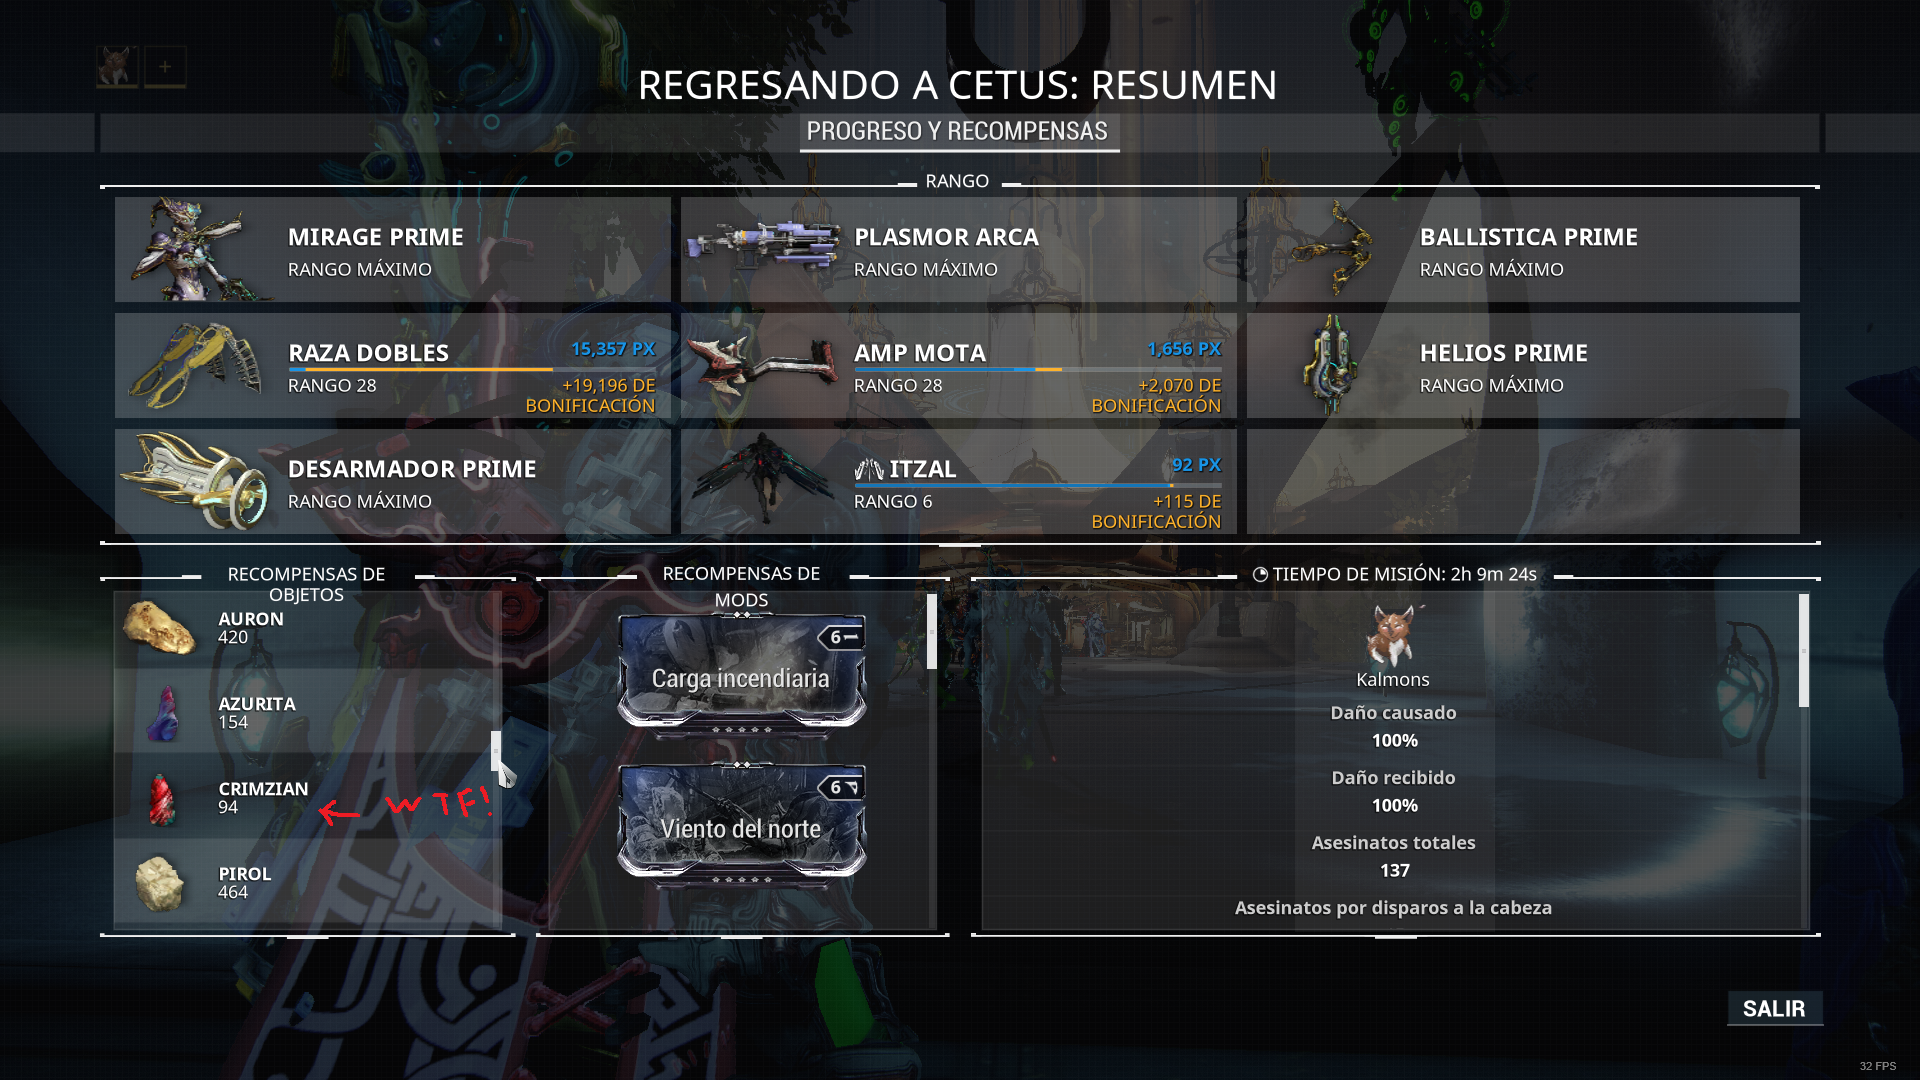 REGRESANDO A CETUS: RESUMEN
PROGRESO Y RECOMPENSAS
RANGO
MIRAGE PRIME
RANGO MÁXIMO
PLASMOR ARCA
RANGO MÁXIMO
BALLISTICA PRIME
RANGO MÁXIMO
RAZA DOBLES
15,357 PX
RANGO 28
+19,196 DE
BONIFICACIÓN
AMP MOTA
1,656 PX
RANGO 28
+2,070 DE
BONIFICACIÓN
HELIOS PRIME
RANGO MÁXIMO
DESARMADOR PRIME
RANGO MÁXIMO
ITZAL
92 PX
RANGO 6
+115 DE
BONIFICACIÓN
RECOMPENSAS DE
OBJETOS
AURON
420
AZURITA
154
CRIMZIAN
94
WTF!
PIROL
464
RECOMPENSAS DE
MODS
6
Carga incendiaria
6
Viento del norte
TIEMPO DE MISIÓN: 2h 9m 24s
Kalmons
Daño causado
100%
Daño recibido
100%
Asesinatos totales
137
Asesinatos por disparos a la cabeza
SALIR
32 FPS